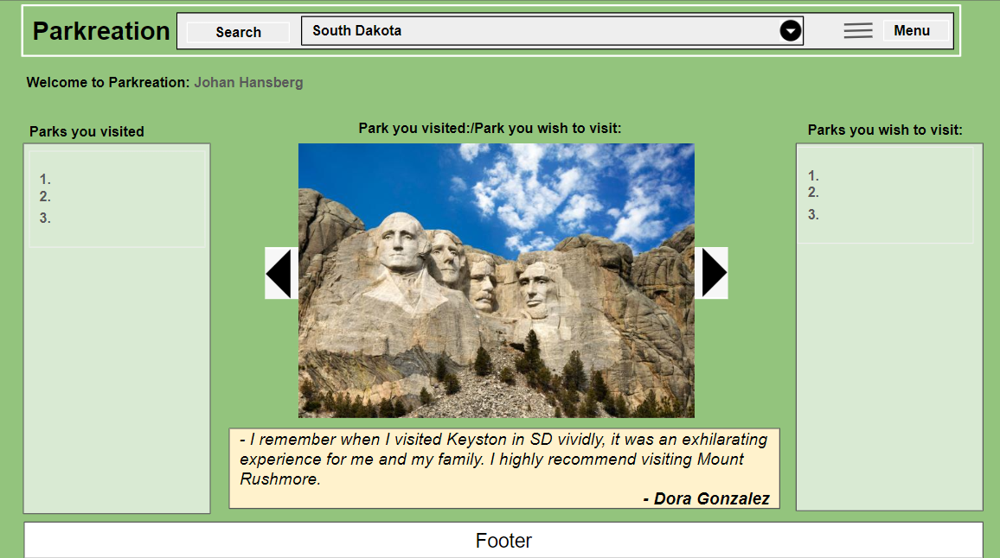 Parkreation
Search
South Dakota
Menu
Welcome to Parkreation: Johan Hansberg
Parks you visited
1.
2.
3.
Park you visited:/Park you wish to visit:
- I remember when I visited Keyston in SD vividly, it was an exhilarating
experience for me and my family. I highly recommend visiting Mount
Rushmore.
- Dora Gonzalez
Parks you wish to visit:
1.
2.
3.
Footer